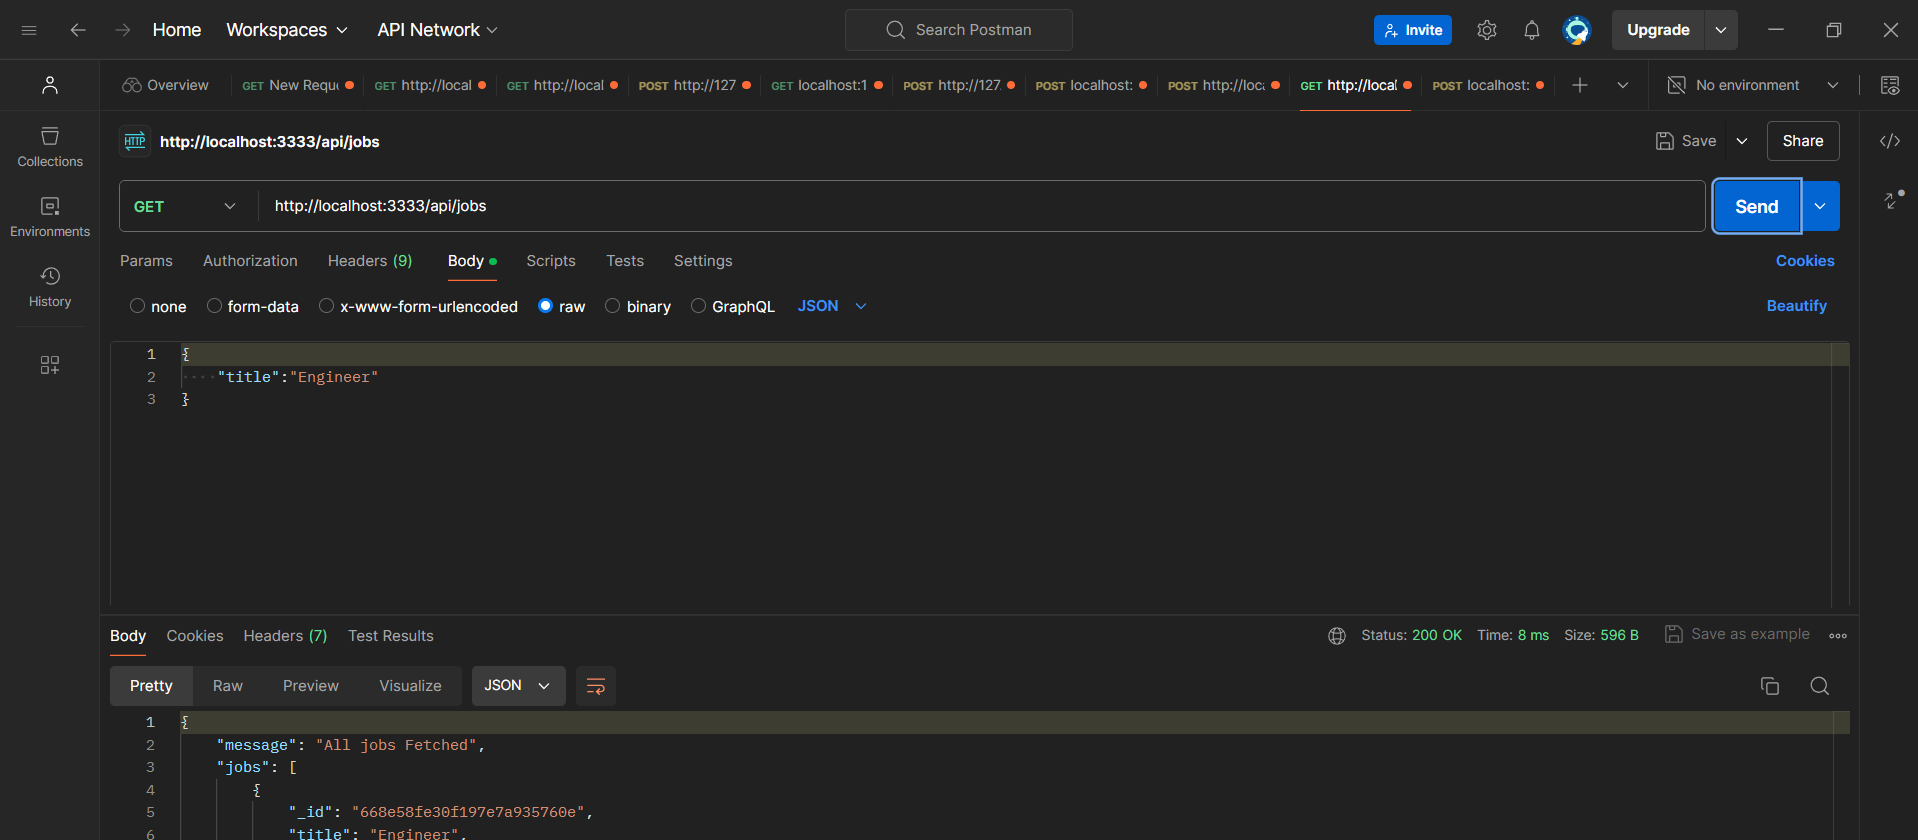 Home Workspaces API Network Search Postman Invite Upgrade
Overview GET New Requ GET http://local GET http://local POST http://127 GET localhost:1 POST http://127. POST localhost: POST http://loc GET http://local POST localhost: No environment
HTTP http://localhost:3333/api/jobs Save Share
Collections
GET http://localhost:3333/api/jobs Send
Environments
Params Authorization Headers (9) Body Scripts Tests Settings Cookies
History
none form-data x-www-form-urlencoded raw binary GraphQL JSON Beautify
1 {
2 "title":"Engineer"
3 }
Body Cookies Headers (7) Test Results Status: 200 OK Time: 8 ms Size: 596 B Save as example
Pretty Raw Preview Visualize JSON
1 {
2 "message": "All jobs Fetched",
3 "jobs": [
4 {
5 "_id": "668e58fe30f197e7a935760e",
6 "title": "Engineer",